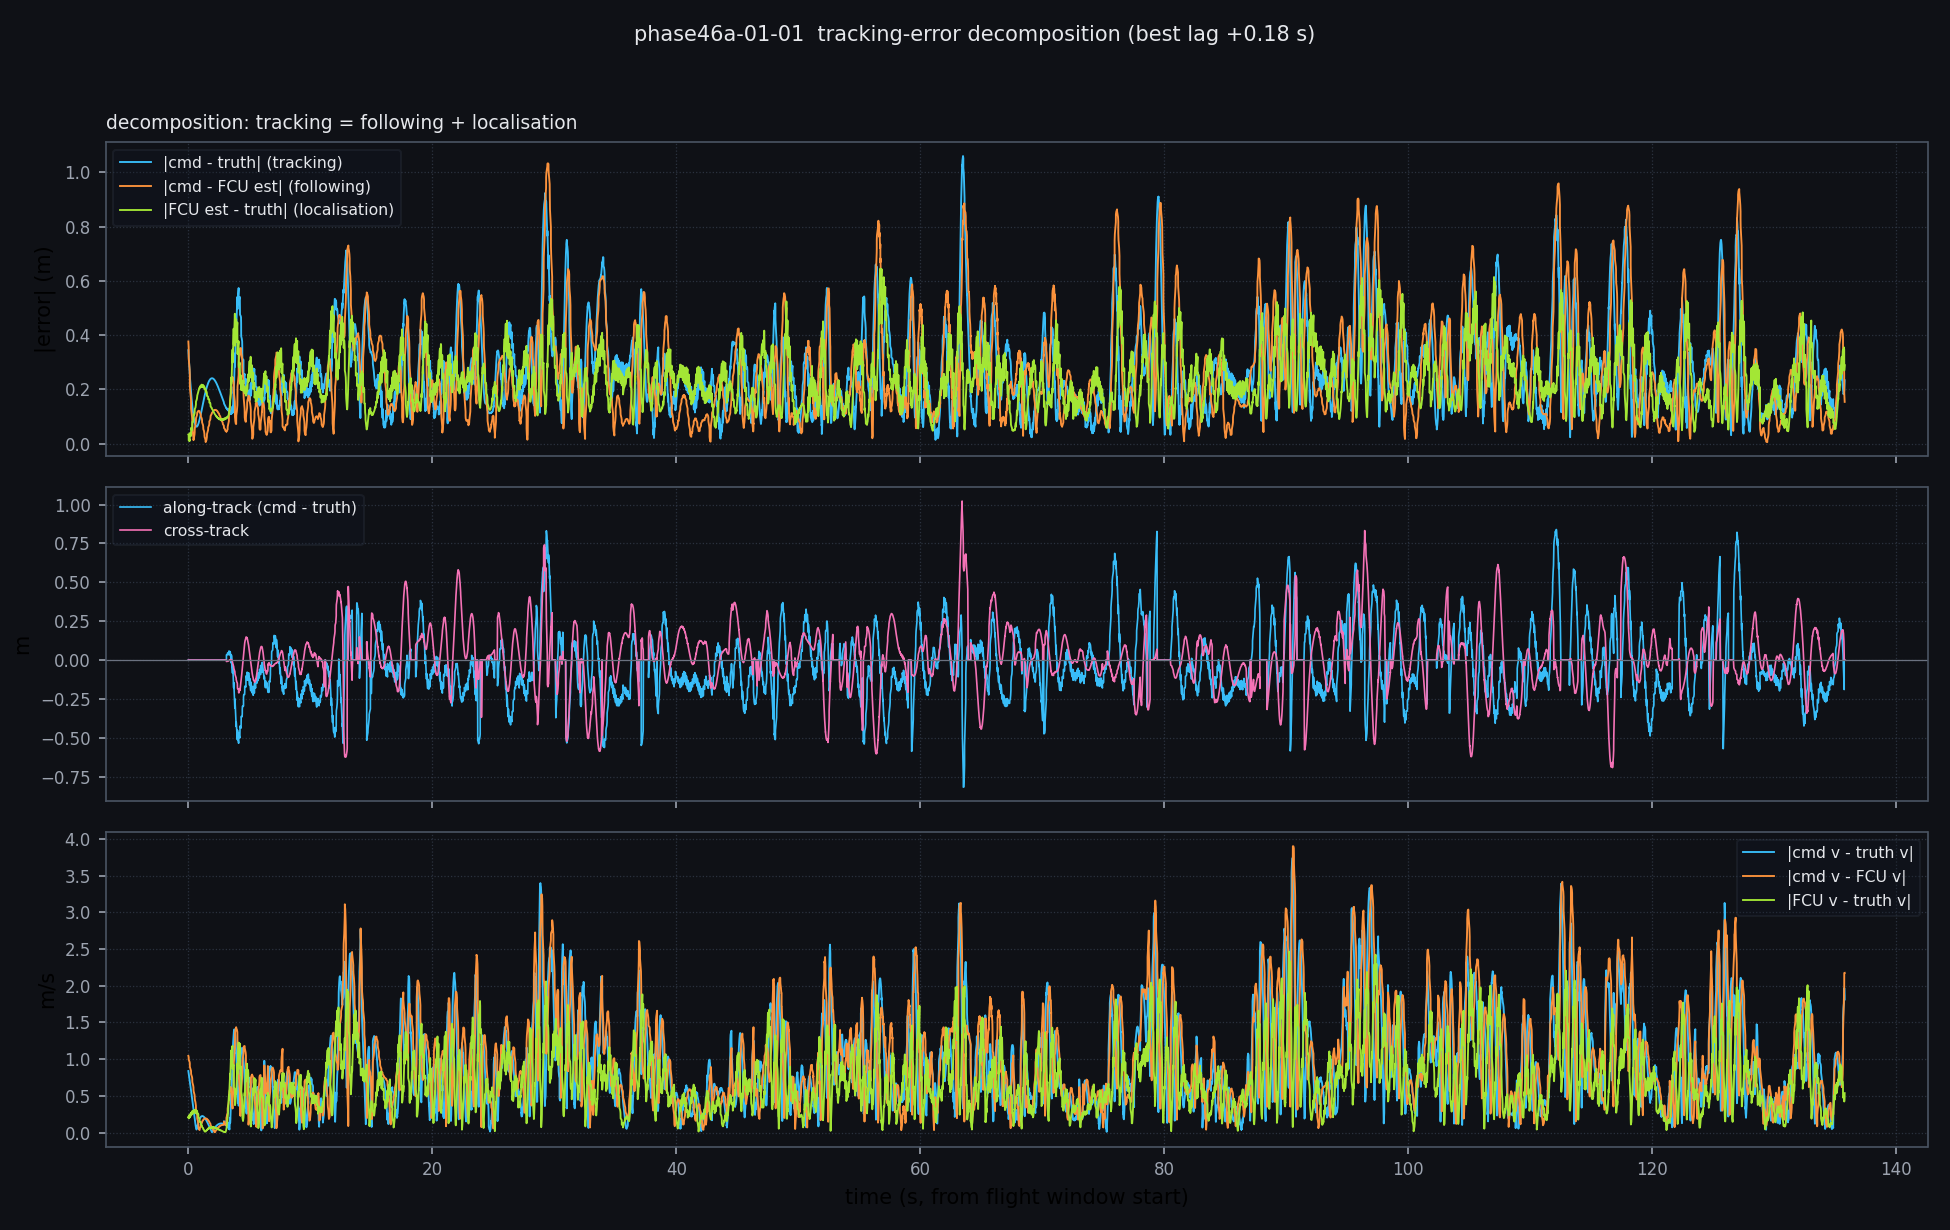 phase46a-01-01  tracking-error decomposition (best lag +0.18 s)
decomposition: tracking = following + localisation
|cmd - truth| (tracking)
|cmd - FCU est| (following)
|FCU est - truth| (localisation)
|error| (m)
1.0
0.8
0.6
0.4
0.2
0.0
along-track (cmd - truth)
cross-track
m
1.00
0.75
0.50
0.25
0.00
−0.25
−0.50
−0.75
|cmd v - truth v|
|cmd v - FCU v|
|FCU v - truth v|
m/s
4.0
3.5
3.0
2.5
2.0
1.5
1.0
0.5
0.0
0 20 40 60 80 100 120 140
time (s, from flight window start)